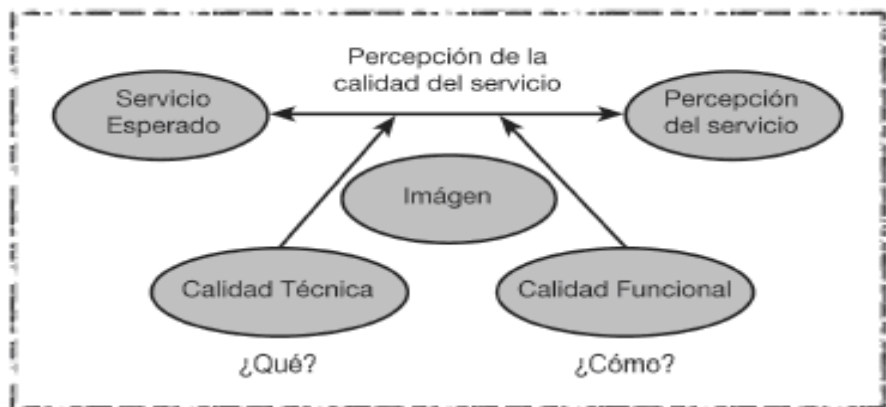 Percepción de la
calidad del servicio
Servicio
Esperado
Percepción
del servicio
Imágen
Calidad Técnica
Calidad Funcional
¿Qué?
¿Cómo?